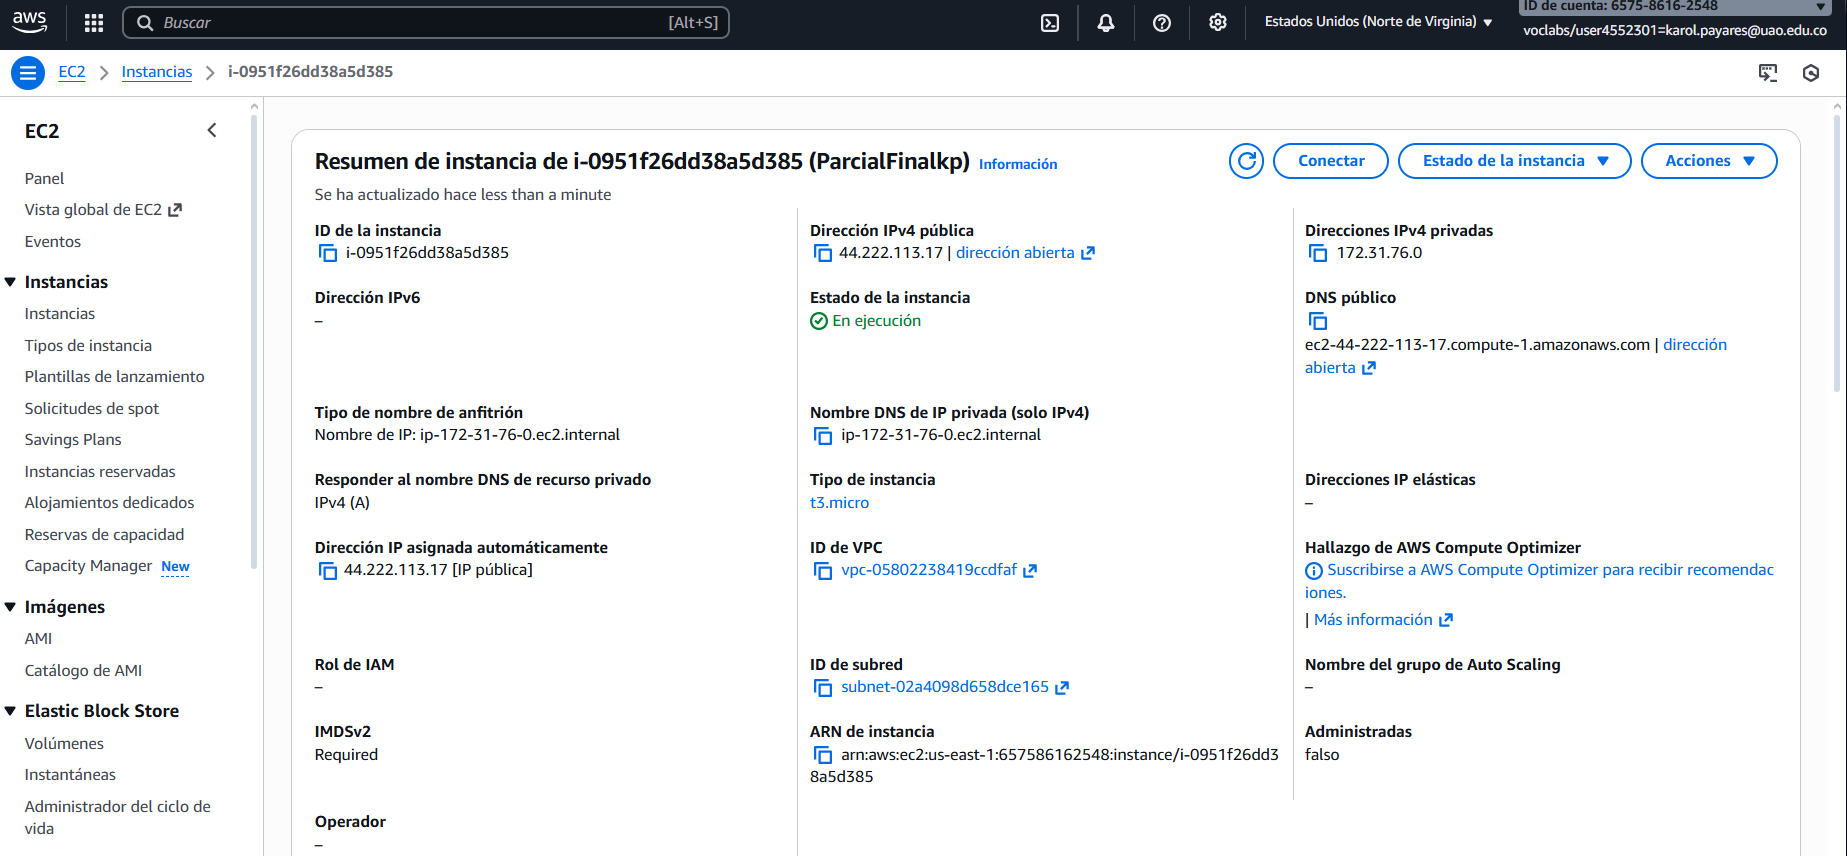 aws
Buscar
[Alt+S]
Estados Unidos (Norte de Virginia)
ID de cuenta: 6575-8616-2548
voclabs/user4552301=karol.payares@uao.edu.co
EC2
Instancias
i-0951f26dd38a5d385
EC2
Panel
Vista global de EC2
Eventos
Instancias
Instancias
Tipos de instancia
Plantillas de lanzamiento
Solicitudes de spot
Savings Plans
Instancias reservadas
Alojamientos dedicados
Reservas de capacidad
Capacity Manager New
Imágenes
AMI
Catálogo de AMI
Elastic Block Store
Volúmenes
Instantáneas
Administrador del ciclo de
vida
Resumen de instancia de i-0951f26dd38a5d385 (ParcialFinalkp) Información
Conectar
Estado de la instancia
Acciones
Se ha actualizado hace less than a minute
ID de la instancia
i-0951f26dd38a5d385
Dirección IPv4 pública
44.222.113.17 | dirección abierta
Direcciones IPv4 privadas
172.31.76.0
Dirección IPv6
–
Estado de la instancia
En ejecución
DNS público
ec2-44-222-113-17.compute-1.amazonaws.com | dirección
abierta
Tipo de nombre de anfitrión
Nombre de IP: ip-172-31-76-0.ec2.internal
Nombre DNS de IP privada (solo IPv4)
ip-172-31-76-0.ec2.internal
Responder al nombre DNS de recurso privado
IPv4 (A)
Tipo de instancia
t3.micro
Direcciones IP elásticas
–
Dirección IP asignada automáticamente
44.222.113.17 [IP pública]
ID de VPC
vpc-05802238419ccdfaf
Hallazgo de AWS Compute Optimizer
Suscribirse a AWS Compute Optimizer para recibir recomendac
iones.
| Más información
Rol de IAM
–
ID de subred
subnet-02a4098d658dce165
Nombre del grupo de Auto Scaling
–
IMDSv2
Required
ARN de instancia
arn:aws:ec2:us-east-1:657586162548:instance/i-0951f26dd3
8a5d385
Administradas
falso
Operador
–